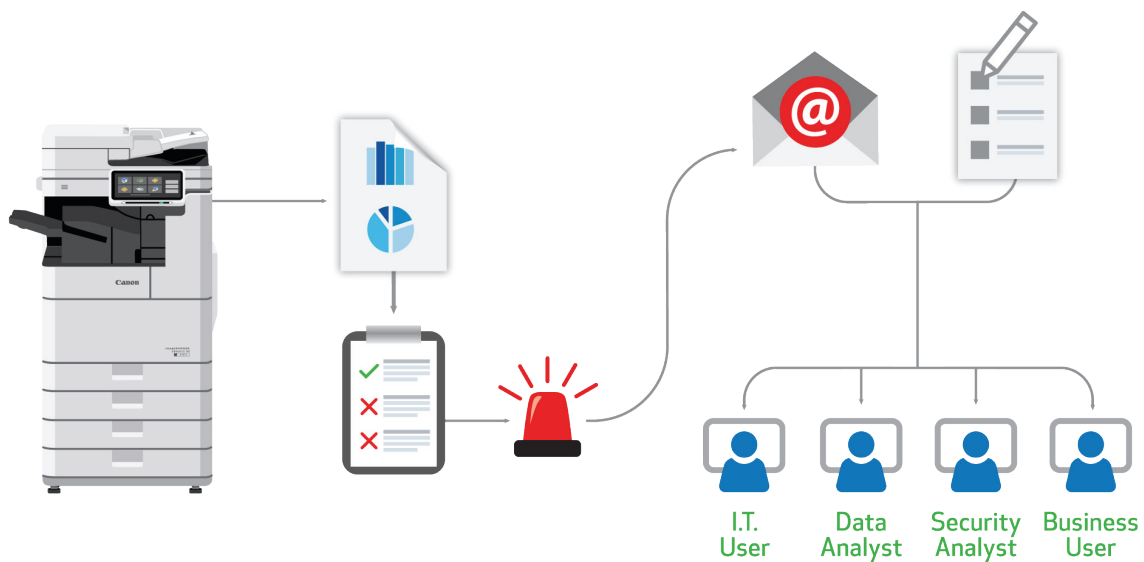 @
Canon
I.T.
User
Data
Analyst
Security
Analyst
Business
User